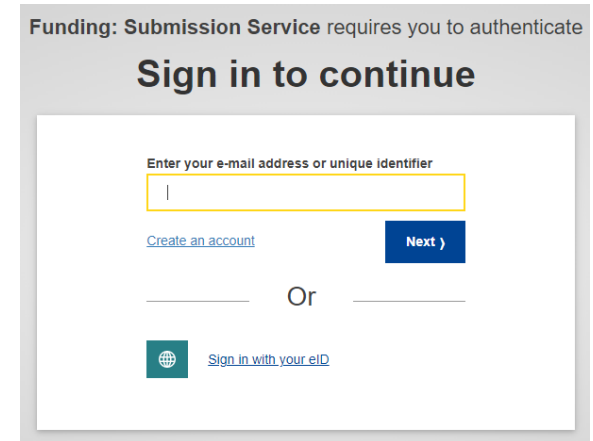 Funding: Submission Service requires you to authenticate
Sign in to continue
Enter your e-mail address or unique identifier
Create an account
Next ⟩
Or
Sign in with your eID